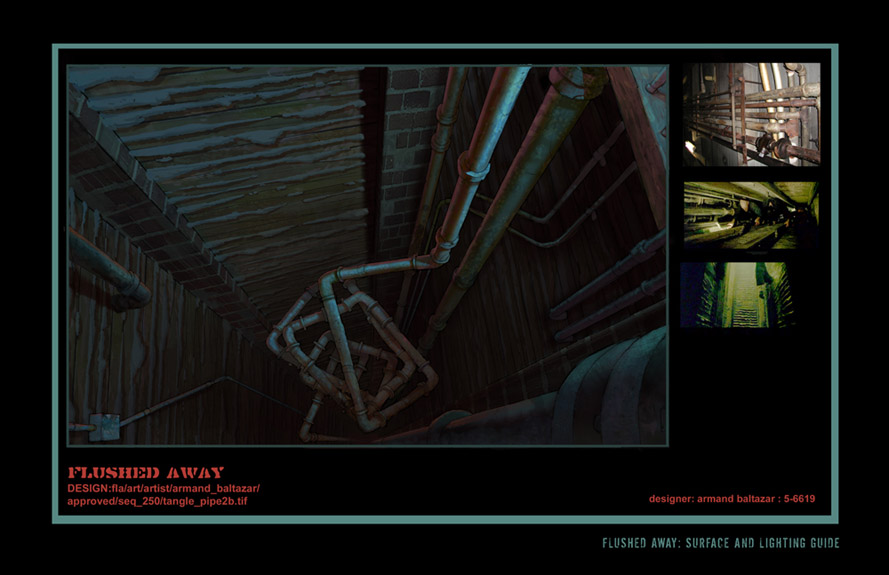 FLUSHED AWAY
DESIGN:fla/art/artist/armand_baltazar/
approved/seq_250/tangle_pipe2b.tif
designer: armand baltazar : 5-6619
FLUSHED AWAY: SURFACE AND LIGHTING GUIDE